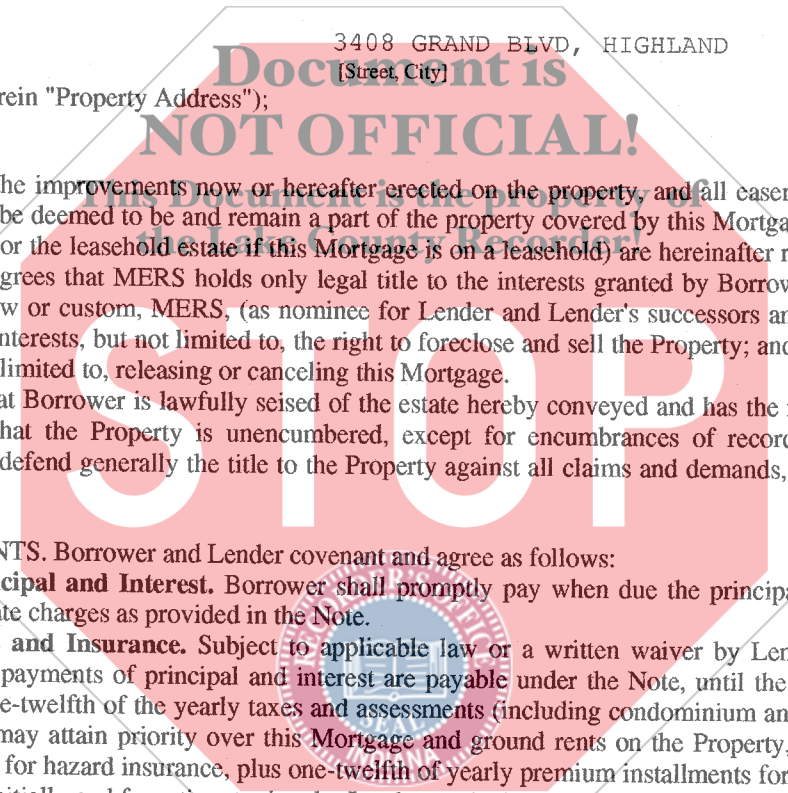 3408 GRAND BLVD, HIGHLAND
[Street, City]
rein "Property Address");
Document is
NOT OFFICIAL!
This Document is the property of
the Lake County Recorder!
STOP
he improvements now or hereafter erected on the property, and all easer
be deemed to be and remain a part of the property covered by this Mortga
or the leasehold estate if this Mortgage is on a leasehold) are hereinafter r
grees that MERS holds only legal title to the interests granted by Borrow
w or custom, MERS, (as nominee for Lender and Lender's successors an
nterests, but not limited to, the right to foreclose and sell the Property; and
limited to, releasing or canceling this Mortgage.
at Borrower is lawfully seised of the estate hereby conveyed and has the
hat the Property is unencumbered, except for encumbrances of record
defend generally the title to the Property against all claims and demands,
NTS. Borrower and Lender covenant and agree as follows:
cipal and Interest. Borrower shall promptly pay when due the principa
te charges as provided in the Note.
and Insurance. Subject to applicable law or a written waiver by Len
payments of principal and interest are payable under the Note, until the
e-twelfth of the yearly taxes and assessments (including condominium an
may attain priority over this Mortgage and ground rents on the Property,
for hazard insurance, plus one-twelfth of yearly premium installments for
RECORDER'S OFFICE
SEAL
INDIANA